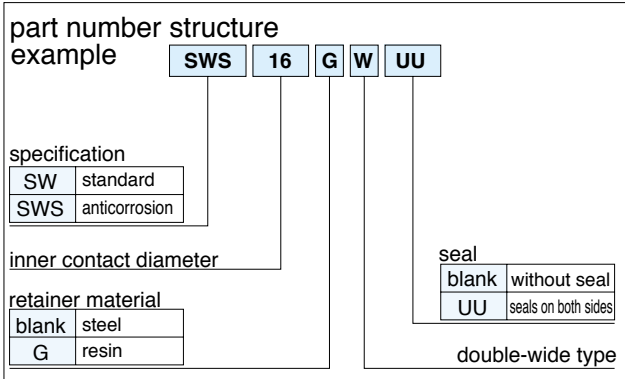 part number structure
example
SWS 16 G W UU
specification
SW standard
SWS anticorrosion
inner contact diameter
retainer material
blank steel
G resin
seal
blank without seal
UU seals on both sides
double-wide type